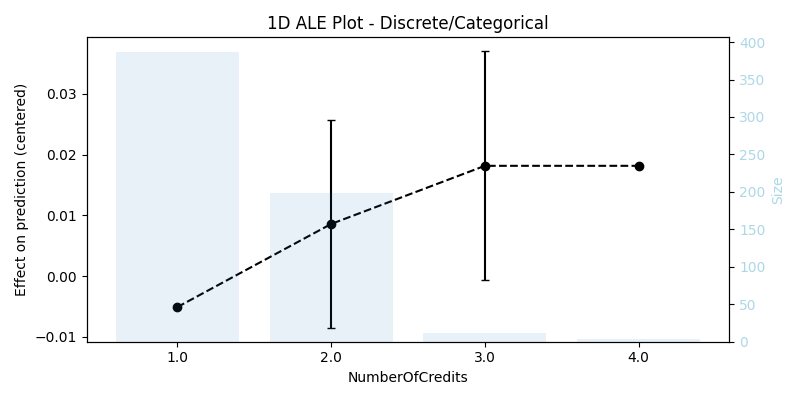 1D ALE Plot - Discrete/Categorical
Effect on prediction (centered)
0.03
0.02
0.01
0.00
−0.01
400
350
300
250
200
150
100
50
0
Size
1.0 2.0 3.0 4.0
NumberOfCredits